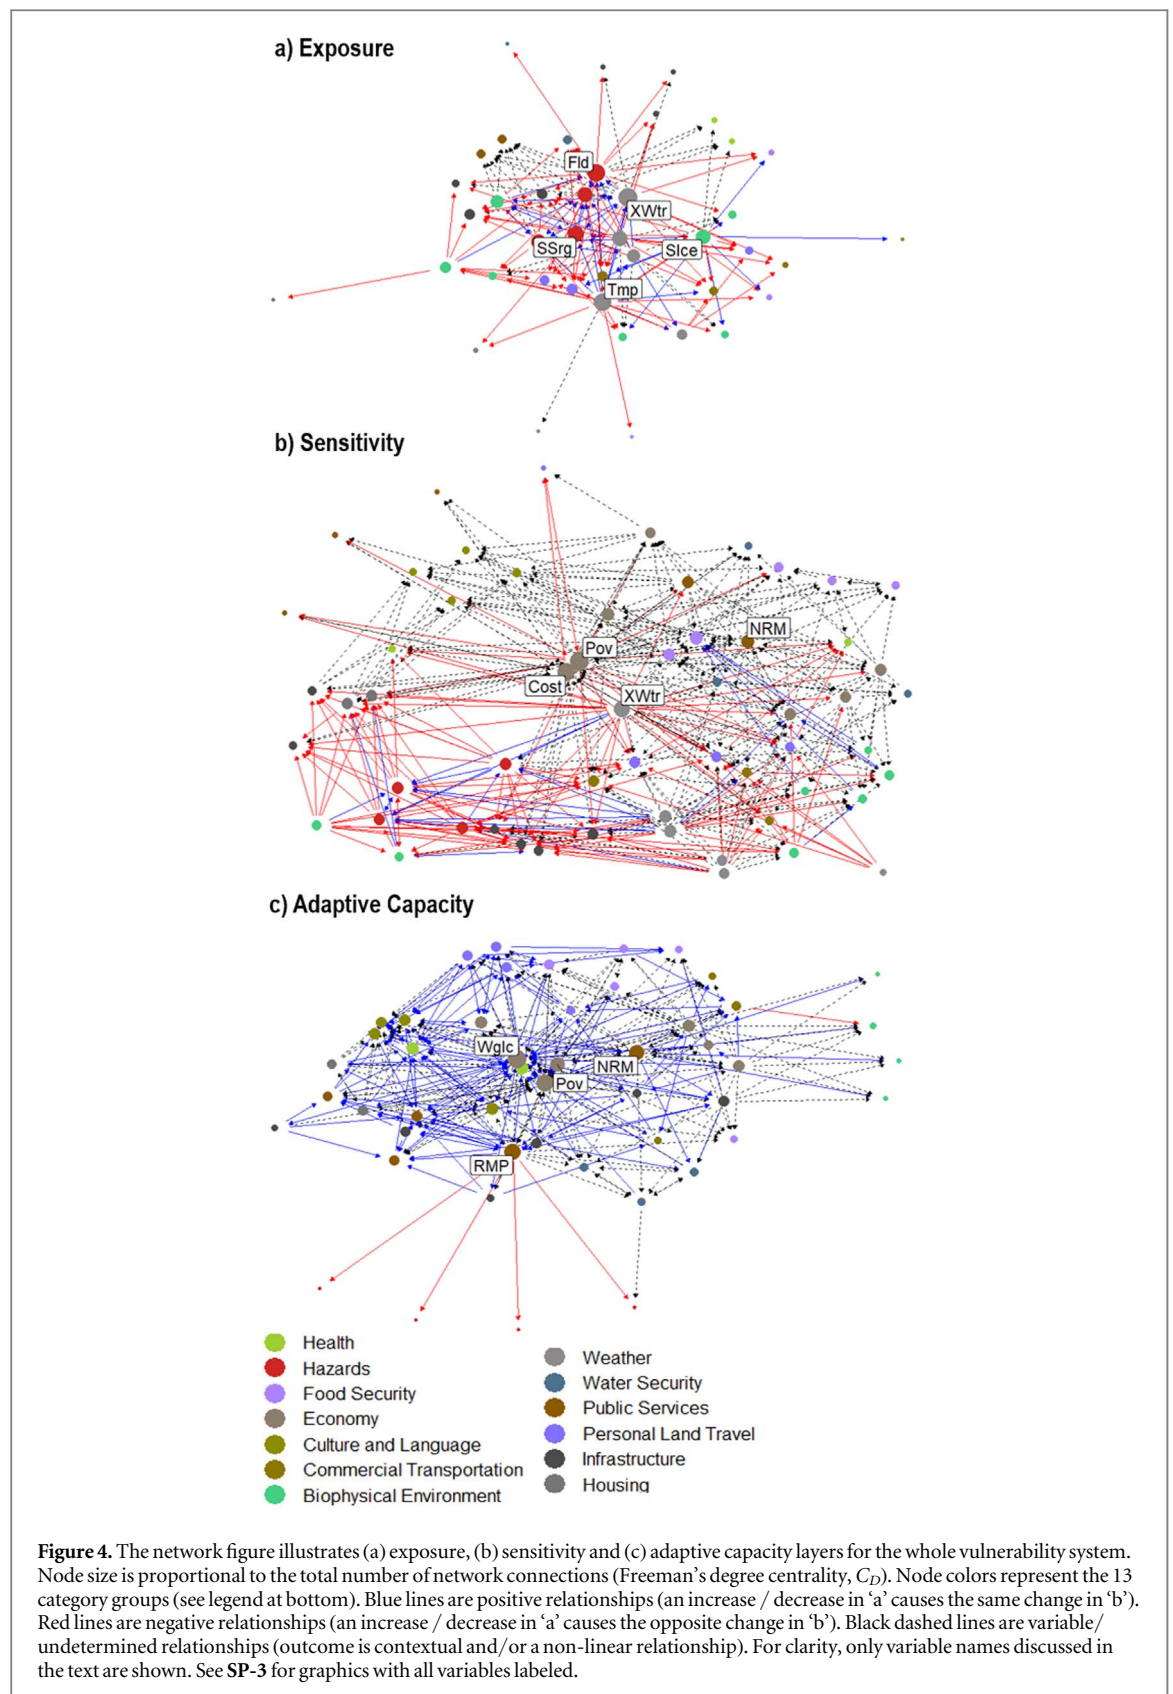 a) Exposure
Fld
XWtr
SSrg
SIce
Tmp
b) Sensitivity
NRM
Pov
Cost
XWtr
c) Adaptive Capacity
Wglc
NRM
Pov
RMP
Health
Hazards
Food Security
Economy
Culture and Language
Commercial Transportation
Biophysical Environment
Weather
Water Security
Public Services
Personal Land Travel
Infrastructure
Housing
Figure 4. The network figure illustrates (a) exposure, (b) sensitivity and (c) adaptive capacity layers for the whole vulnerability system.
Node size is proportional to the total number of network connections (Freeman's degree centrality, C_D). Node colors represent the 13
category groups (see legend at bottom). Blue lines are positive relationships (an increase / decrease in 'a' causes the same change in 'b').
Red lines are negative relationships (an increase / decrease in 'a' causes the opposite change in 'b'). Black dashed lines are variable/
undetermined relationships (outcome is contextual and/or a non-linear relationship). For clarity, only variable names discussed in
the text are shown. See SP-3 for graphics with all variables labeled.